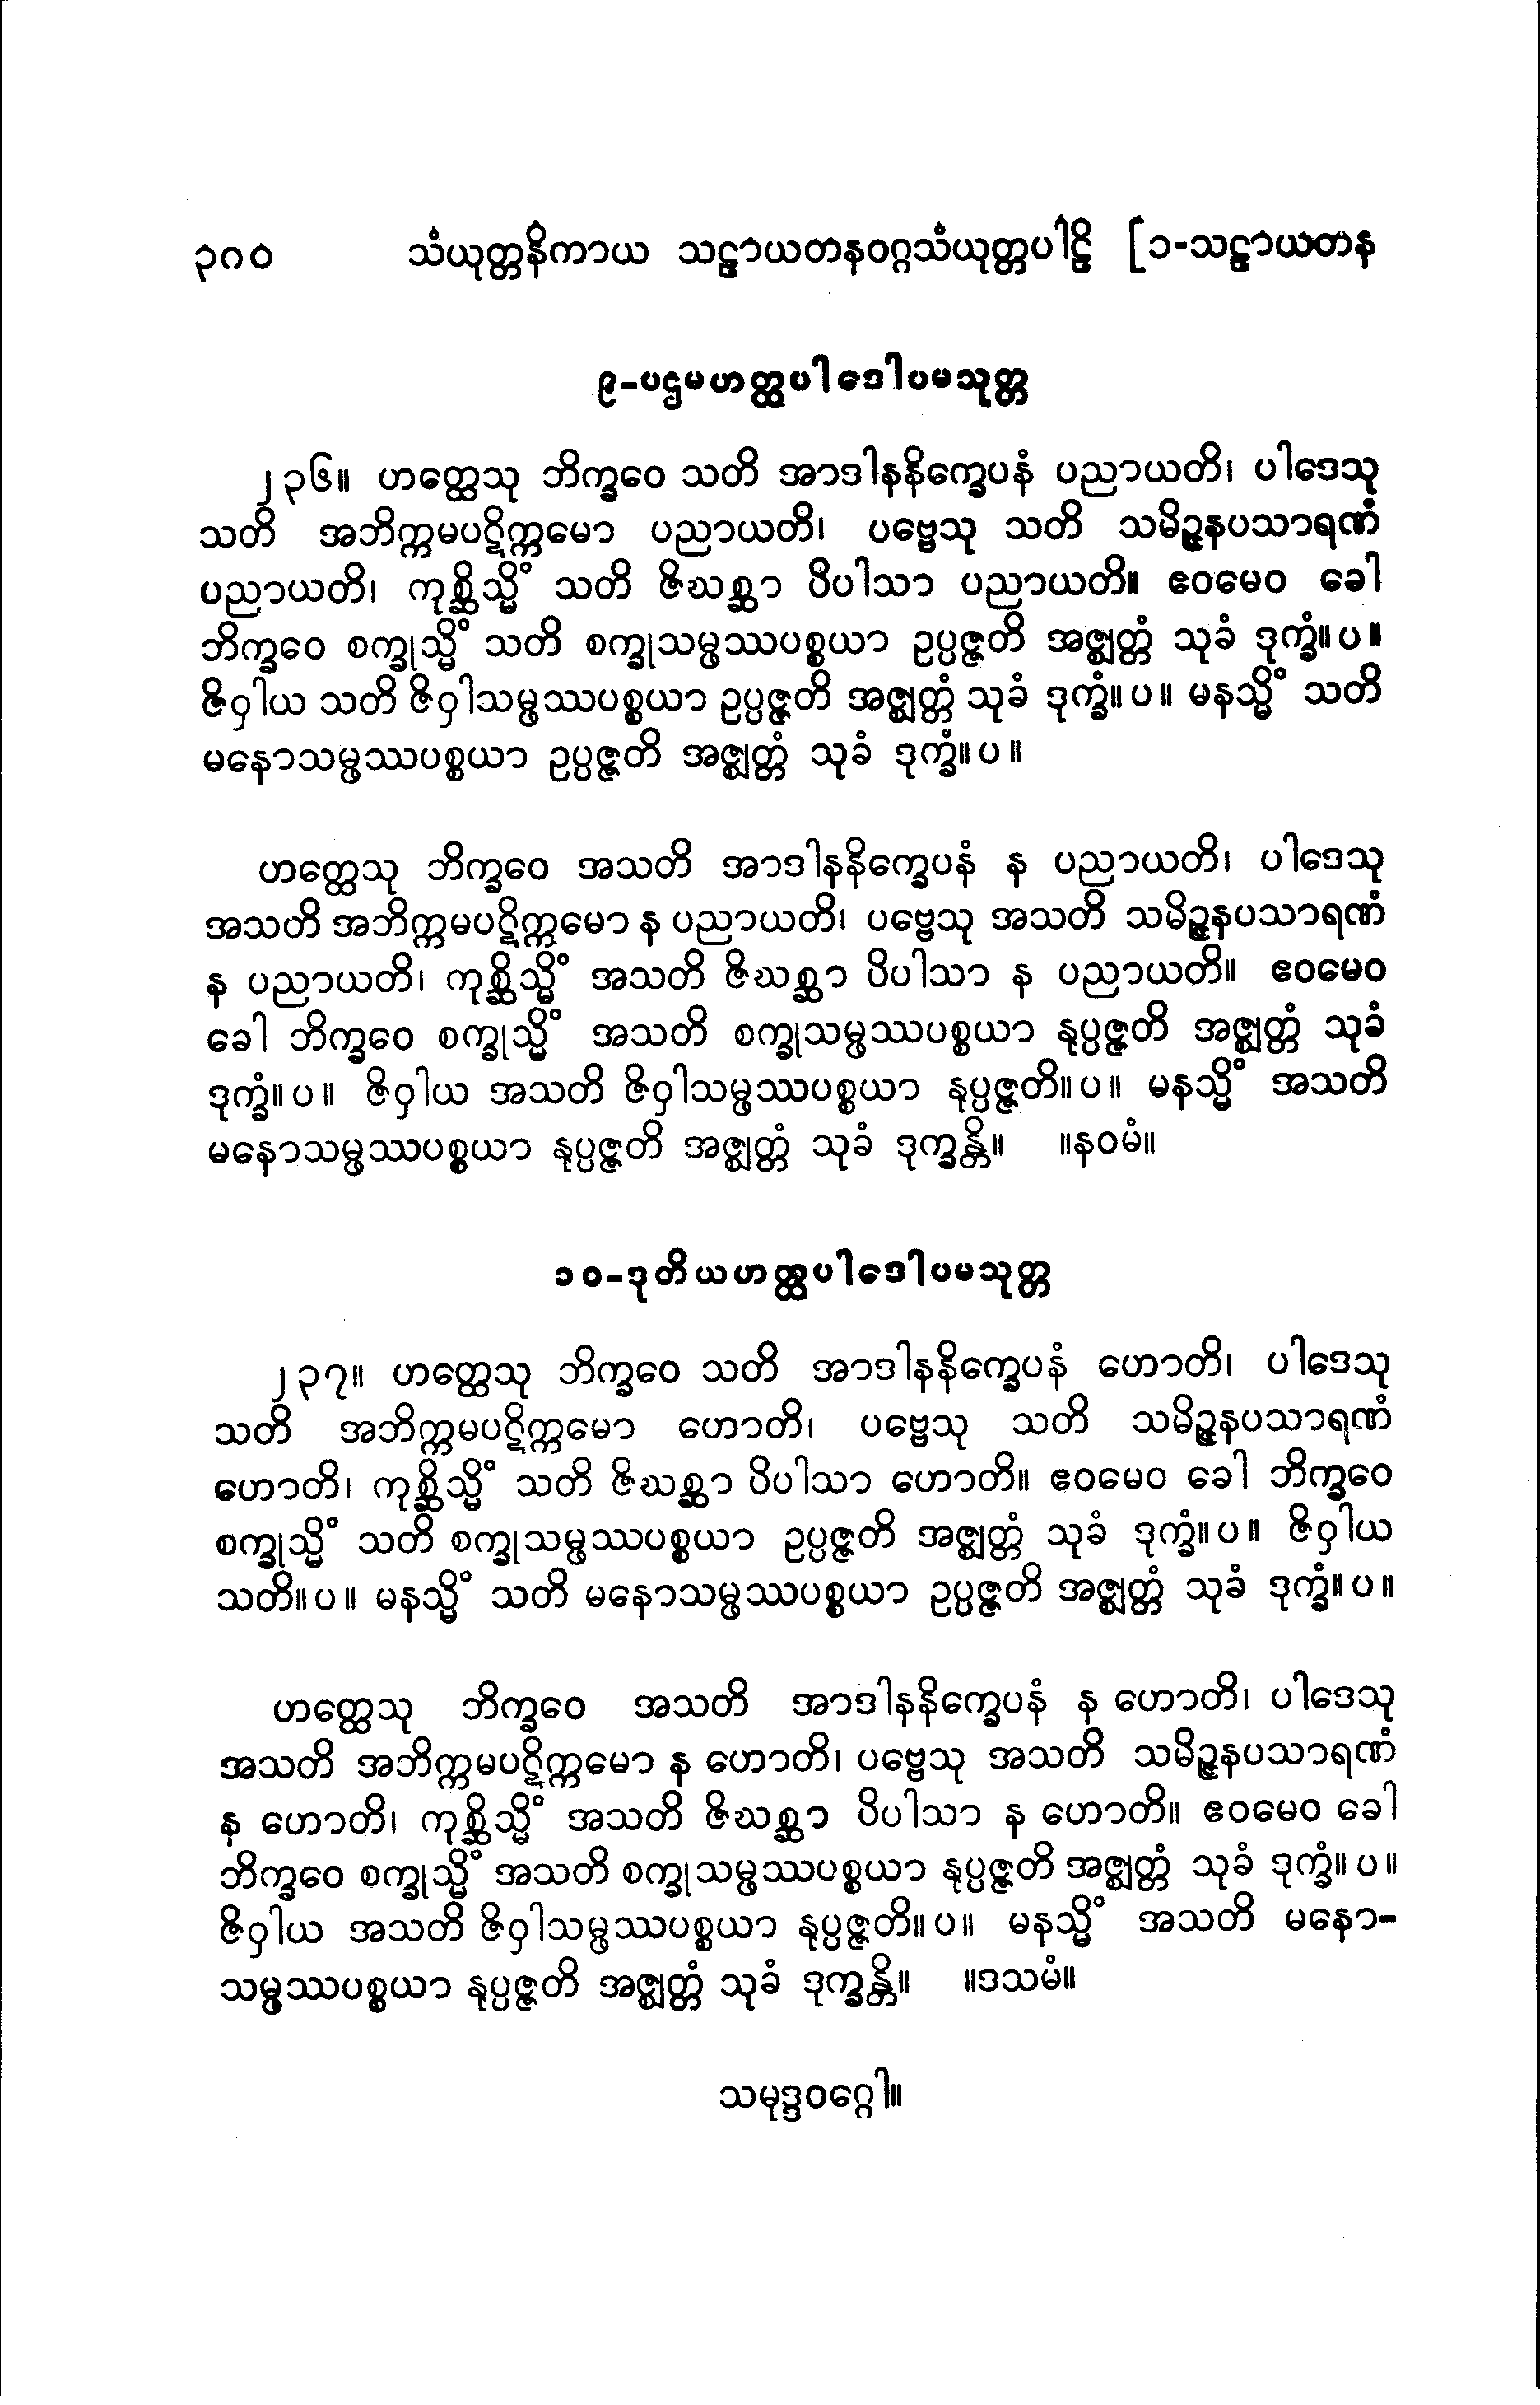 ၃၈၀ သံယုတ္တနိကာယ သဠာယတနဝဂ္ဂသံယုတ္တပါဠိ [၁-သဠာယတန
၉-ပဌမဟတ္ထပါဒေါပမသုတ္တ
၂၃၆။ ဟတ္ထေသု ဘိက္ခဝေ သတိ အာဒါနနိက္ခေပနံ ပညာယတိ၊ ပါဒေသု
သတိ အဘိက္ကမပဋိက္ကမော ပညာယတိ၊ ပဗ္ဗေသု သတိ သမိဉ္ဇနပသာရဏံ
ပညာယတိ၊ ကုစ္ဆိသ္မိံ သတိ ဇိဃစ္ဆာ ပိပါသာ ပညာယတိ။ ဧဝမေဝ ခေါ
ဘိက္ခဝေ စက္ခုသ္မိံ သတိ စက္ခုသမ္ဖဿပစ္စယာ ဥပ္ပဇ္ဇတိ အဇ္ဈတ္တံ သုခံ ဒုက္ခံ။ပ။
ဇိဝှါယ သတိ ဇိဝှါသမ္ဖဿပစ္စယာ ဥပ္ပဇ္ဇတိ အဇ္ဈတ္တံ သုခံ ဒုက္ခံ။ပ။ မနသ္မိံ သတိ
မနောသမ္ဖဿပစ္စယာ ဥပ္ပဇ္ဇတိ အဇ္ဈတ္တံ သုခံ ဒုက္ခံ။ပ။
ဟတ္ထေသု ဘိက္ခဝေ အသတိ အာဒါနနိက္ခေပနံ န ပညာယတိ၊ ပါဒေသု
အသတိ အဘိက္ကမပဋိက္ကမော န ပညာယတိ၊ ပဗ္ဗေသု အသတိ သမိဉ္ဇနပသာရဏံ
န ပညာယတိ၊ ကုစ္ဆိသ္မိံ အသတိ ဇိဃစ္ဆာ ပိပါသာ န ပညာယတိ။ ဧဝမေဝ
ခေါ ဘိက္ခဝေ စက္ခုသ္မိံ အသတိ စက္ခုသမ္ဖဿပစ္စယာ နုပ္ပဇ္ဇတိ အဇ္ဈတ္တံ သုခံ
ဒုက္ခံ။ပ။ ဇိဝှါယ အသတိ ဇိဝှါသမ္ဖဿပစ္စယာ နုပ္ပဇ္ဇတိ။ပ။ မနသ္မိံ အသတိ
မနောသမ္ဖဿပစ္စယာ နုပ္ပဇ္ဇတိ အဇ္ဈတ္တံ သုခံ ဒုက္ခန္တိ။ ။နဝမံ။
၁၀-ဒုတိယဟတ္ထပါဒေါပမသုတ္တ
၂၃၇။ ဟတ္ထေသု ဘိက္ခဝေ သတိ အာဒါနနိက္ခေပနံ ဟောတိ၊ ပါဒေသု
သတိ အဘိက္ကမပဋိက္ကမော ဟောတိ၊ ပဗ္ဗေသု သတိ သမိဉ္ဇနပသာရဏံ
ဟောတိ၊ ကုစ္ဆိသ္မိံ သတိ ဇိဃစ္ဆာ ပိပါသာ ဟောတိ။ ဧဝမေဝ ခေါ ဘိက္ခဝေ
စက္ခုသ္မိံ သတိ စက္ခုသမ္ဖဿပစ္စယာ ဥပ္ပဇ္ဇတိ အဇ္ဈတ္တံ သုခံ ဒုက္ခံ။ပ။ ဇိဝှါယ
သတိ။ပ။ မနသ္မိံ သတိ မနောသမ္ဖဿပစ္စယာ ဥပ္ပဇ္ဇတိ အဇ္ဈတ္တံ သုခံ ဒုက္ခံ။ပ။
ဟတ္ထေသု ဘိက္ခဝေ အသတိ အာဒါနနိက္ခေပနံ န ဟောတိ၊ ပါဒေသု
အသတိ အဘိက္ကမပဋိက္ကမော န ဟောတိ၊ ပဗ္ဗေသု အသတိ သမိဉ္ဇနပသာရဏံ
န ဟောတိ၊ ကုစ္ဆိသ္မိံ အသတိ ဇိဃစ္ဆာ ပိပါသာ န ဟောတိ။ ဧဝမေဝ ခေါ
ဘိက္ခဝေ စက္ခုသ္မိံ အသတိ စက္ခုသမ္ဖဿပစ္စယာ နုပ္ပဇ္ဇတိ အဇ္ဈတ္တံ သုခံ ဒုက္ခံ။ပ။
ဇိဝှါယ အသတိ ဇိဝှါသမ္ဖဿပစ္စယာ နုပ္ပဇ္ဇတိ။ပ။ မနသ္မိံ အသတိ မနော-
သမ္ဖဿပစ္စယာ နုပ္ပဇ္ဇတိ အဇ္ဈတ္တံ သုခံ ဒုက္ခန္တိ။ ။ဒသမံ။
သမုဒ္ဒဝဂ္ဂေါ။